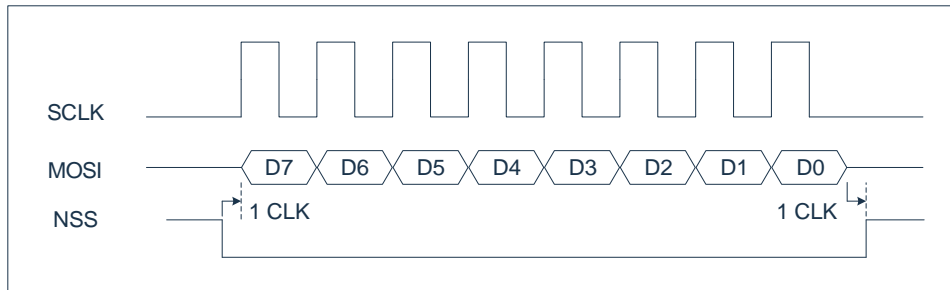 SCLK
MOSI D7 D6 D5 D4 D3 D2 D1 D0
1 CLK 1 CLK
NSS